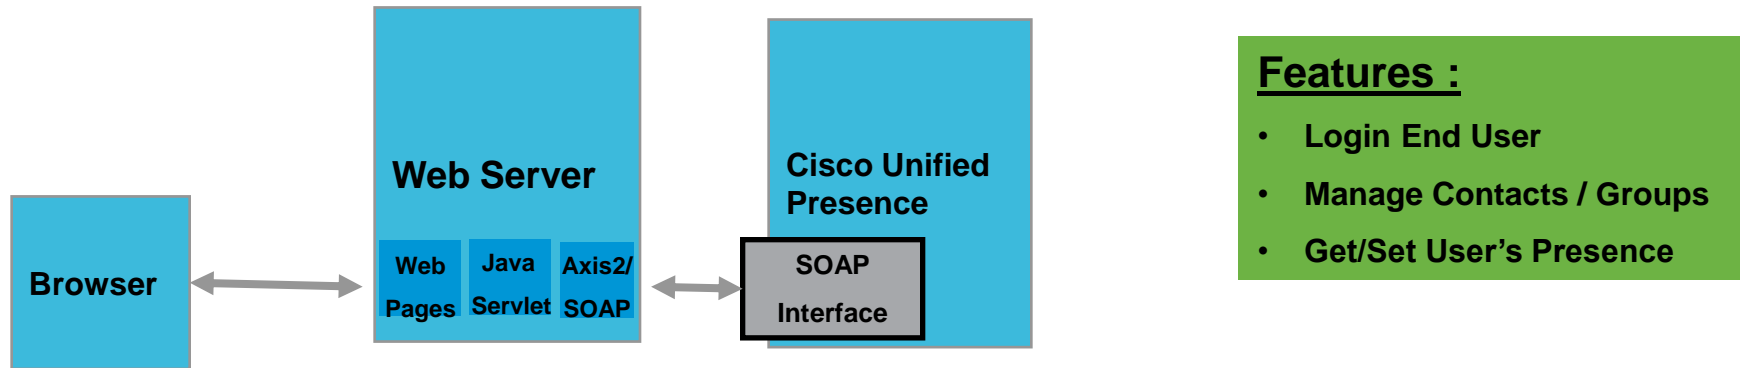 Browser
Web Server
Web
Pages
Java
Servlet
Axis2/
SOAP
Cisco Unified
Presence
SOAP
Interface
Features :
• Login End User
• Manage Contacts / Groups
• Get/Set User’s Presence